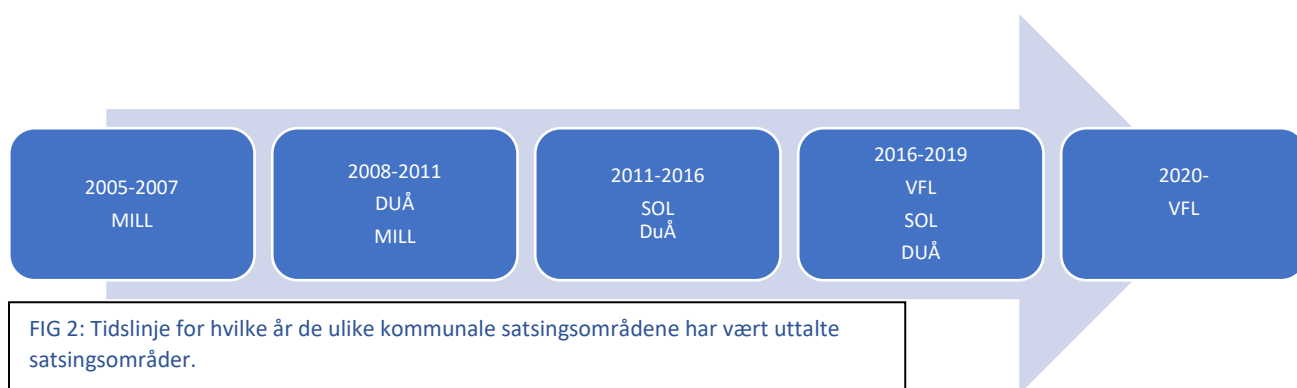 2005-2007
MILL
2008-2011
DUÅ
MILL
2011-2016
SOL
DuÅ
2016-2019
VFL
SOL
DUÅ
2020-
VFL
FIG 2: Tidslinje for hvilke år de ulike kommunale satsingsområdene har vært uttalte
satsingsområder.